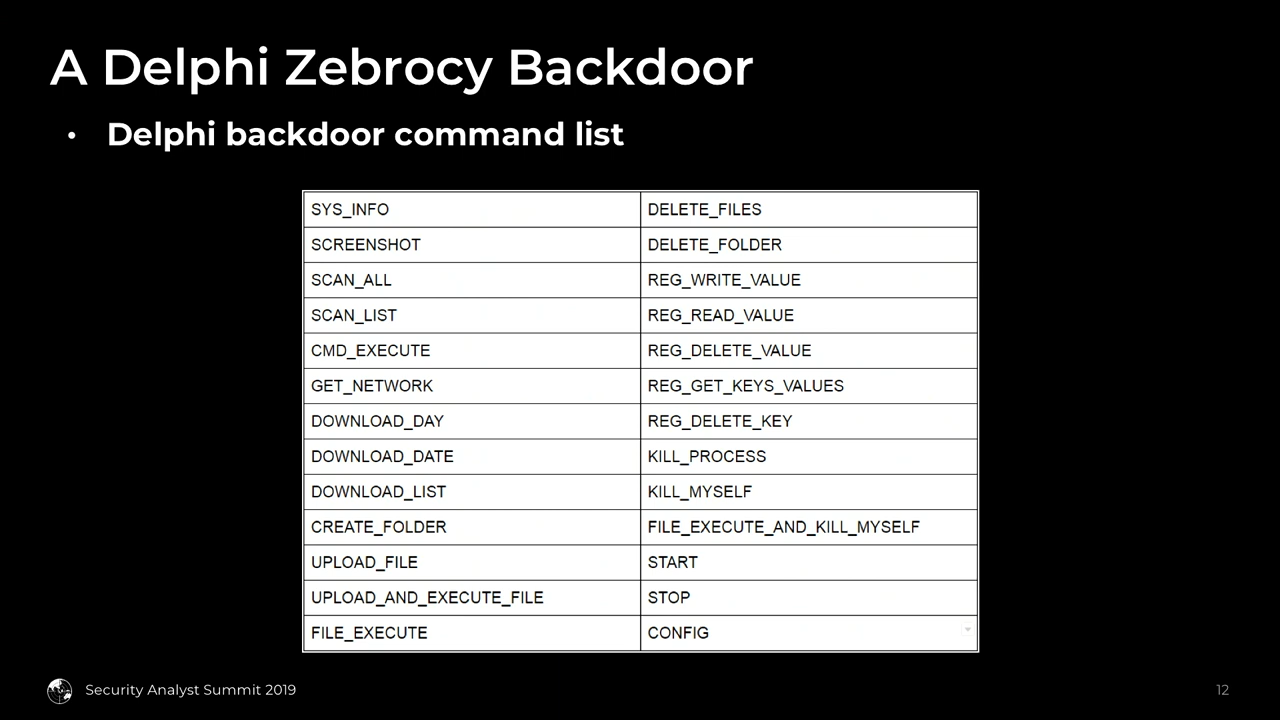 A Delphi Zebrocy Backdoor
• Delphi backdoor command list
SYS_INFO DELETE_FILES
SCREENSHOT DELETE_FOLDER
SCAN_ALL REG_WRITE_VALUE
SCAN_LIST REG_READ_VALUE
CMD_EXECUTE REG_DELETE_VALUE
GET_NETWORK REG_GET_KEYS_VALUES
DOWNLOAD_DAY REG_DELETE_KEY
DOWNLOAD_DATE KILL_PROCESS
DOWNLOAD_LIST KILL_MYSELF
CREATE_FOLDER FILE_EXECUTE_AND_KILL_MYSELF
UPLOAD_FILE START
UPLOAD_AND_EXECUTE_FILE STOP
FILE_EXECUTE CONFIG
Security Analyst Summit 2019 12